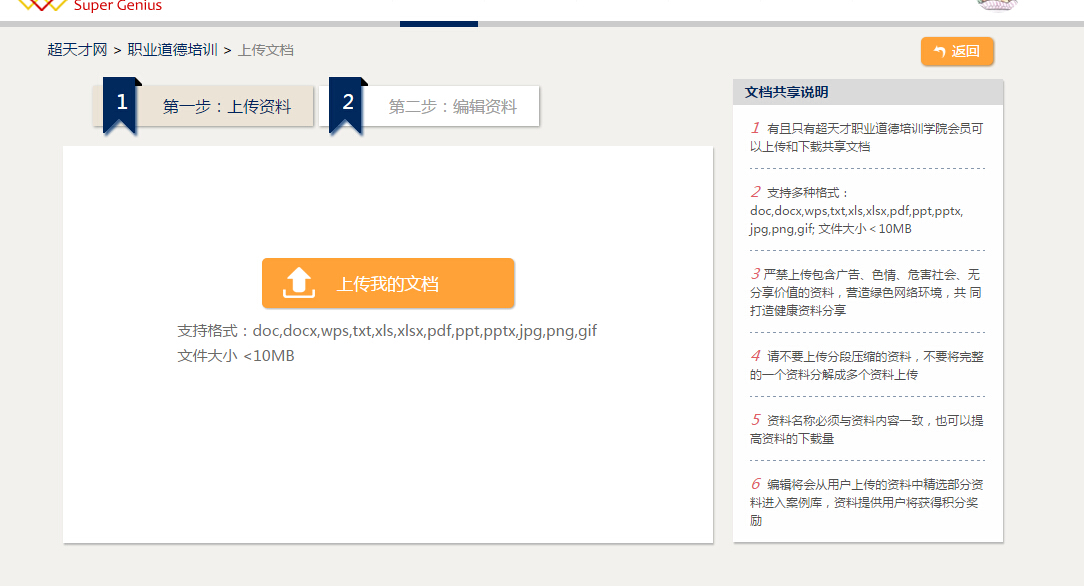 Super Genius
超天才网 > 职业道德培训 > 上传文档
返回
1 第一步：上传资料
2 第二步：编辑资料
上传我的文档
支持格式：doc,docx,wps,txt,xls,xlsx,pdf,ppt,pptx,jpg,png,gif
文件大小 <10MB
文档共享说明
1 有且只有超天才职业道德培训学院会员可
以上传和下载共享文档
2 支持多种格式：
doc,docx,wps,txt,xls,xlsx,pdf,ppt,pptx,
jpg,png,gif; 文件大小＜10MB
3 严禁上传包含广告、色情、危害社会、无
分享价值的资料，营造绿色网络环境，共 同
打造健康资料分享
4 请不要上传分段压缩的资料，不要将完整
的一个资料分解成多个资料上传
5 资料名称必须与资料内容一致，也可以提
高资料的下载量
6 编辑将会从用户上传的资料中精选部分资
料进入案例库，资料提供用户将获得积分奖
励